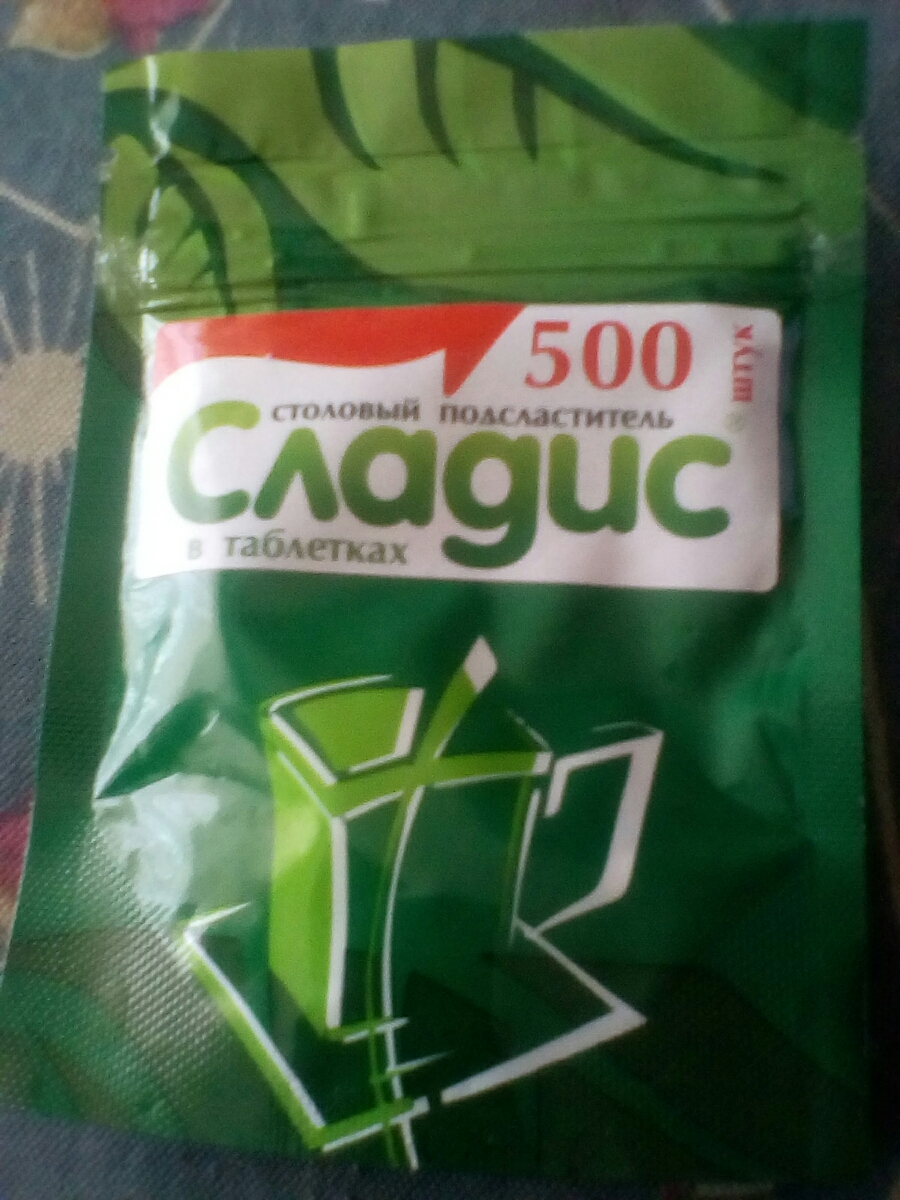 500
штук
столовый подсластитель
Сладис®
в таблетках